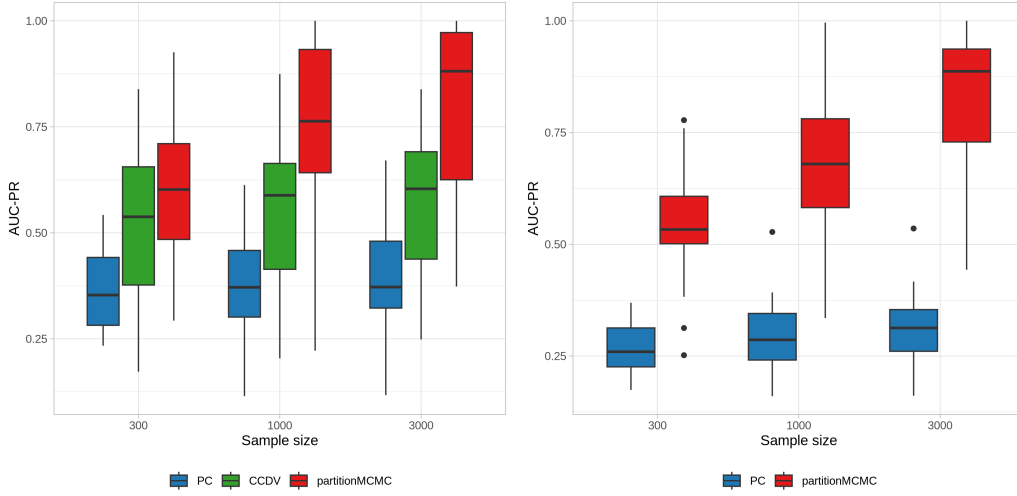 1.00
0.75
0.50
0.25
AUC-PR
300 1000 3000
Sample size
PC CCDV partitionMCMC
1.00
0.75
0.50
0.25
AUC-PR
300 1000 3000
Sample size
PC partitionMCMC